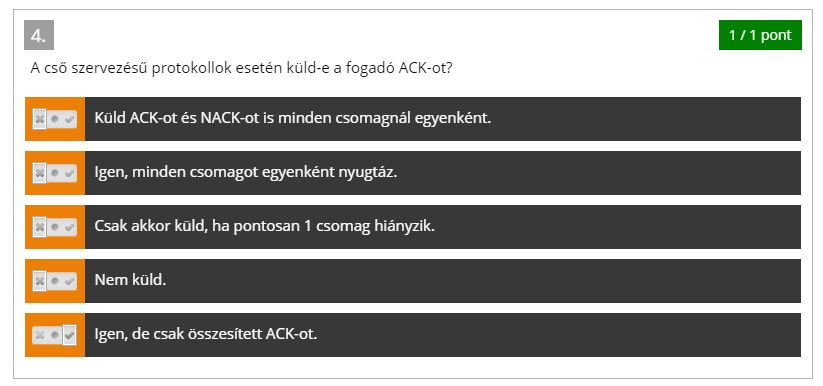 4.
1 / 1 pont
A cső szervezésű protokollok esetén küld-e a fogadó ACK-ot?
Küld ACK-ot és NACK-ot is minden csomagnál egyenként.
Igen, minden csomagot egyenként nyugtáz.
Csak akkor küld, ha pontosan 1 csomag hiányzik.
Nem küld.
Igen, de csak összesített ACK-ot.